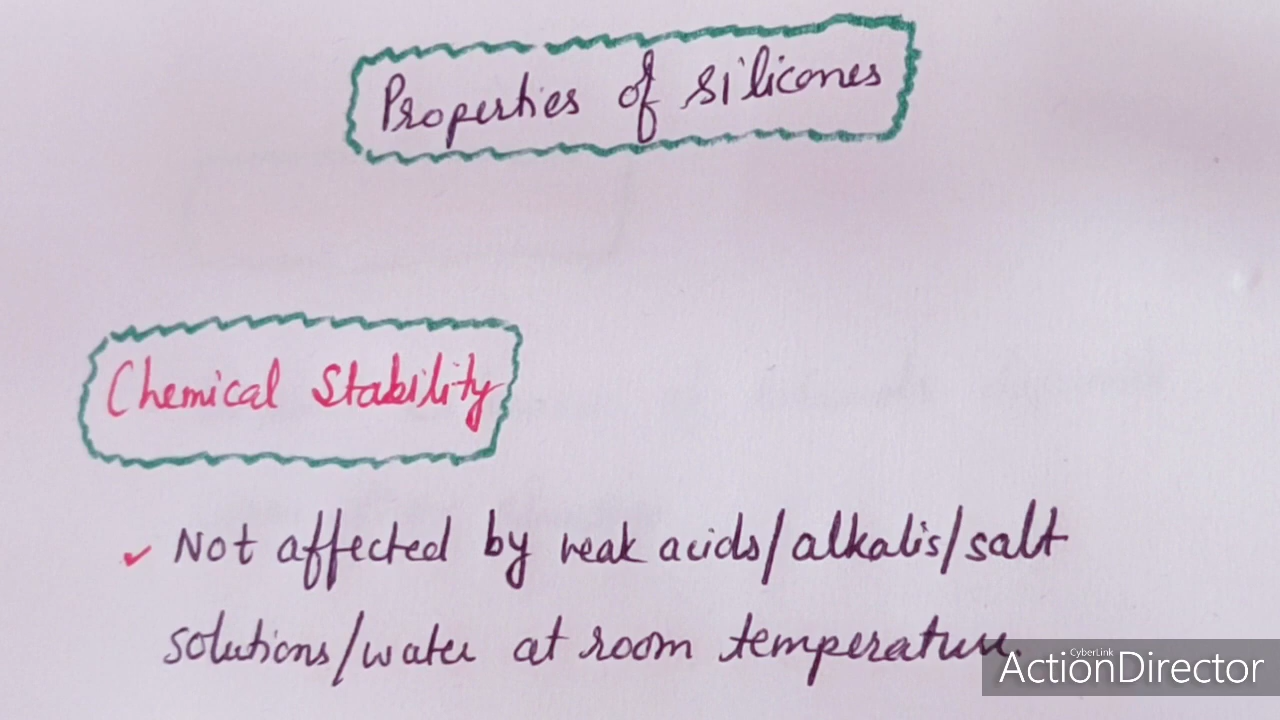 Properties of silicones
Chemical Stability
Not affected by weak acids/alkalis/salt
solutions/water at room temperature.
CyberLink
ActionDirector